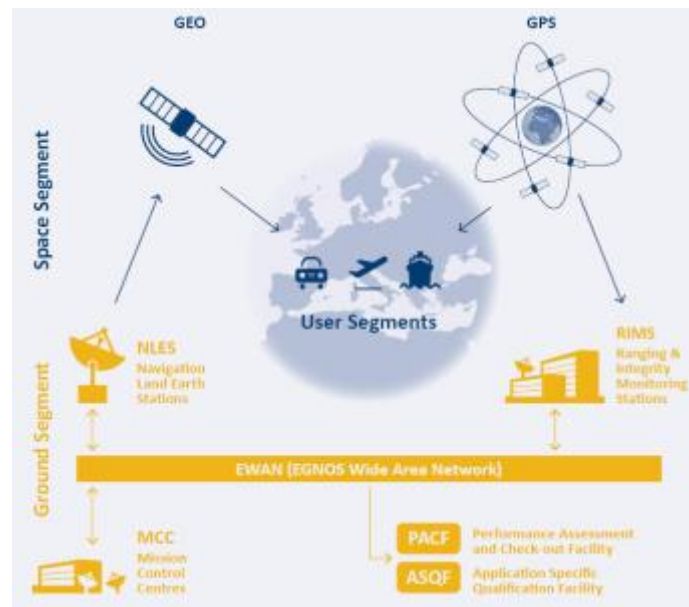 GEO
GPS
Space Segment
User Segments
NLES
Navigation
Land Earth
Stations
RIMS
Ranging &
Integrity
Monitoring
Stations
Ground Segment
EWAN (EGNOS Wide Area Network)
MCC
Mission
Control
Centres
PACF
Performance Assessment
and Check-out Facility
ASQF
Application Specific
Qualification Facility